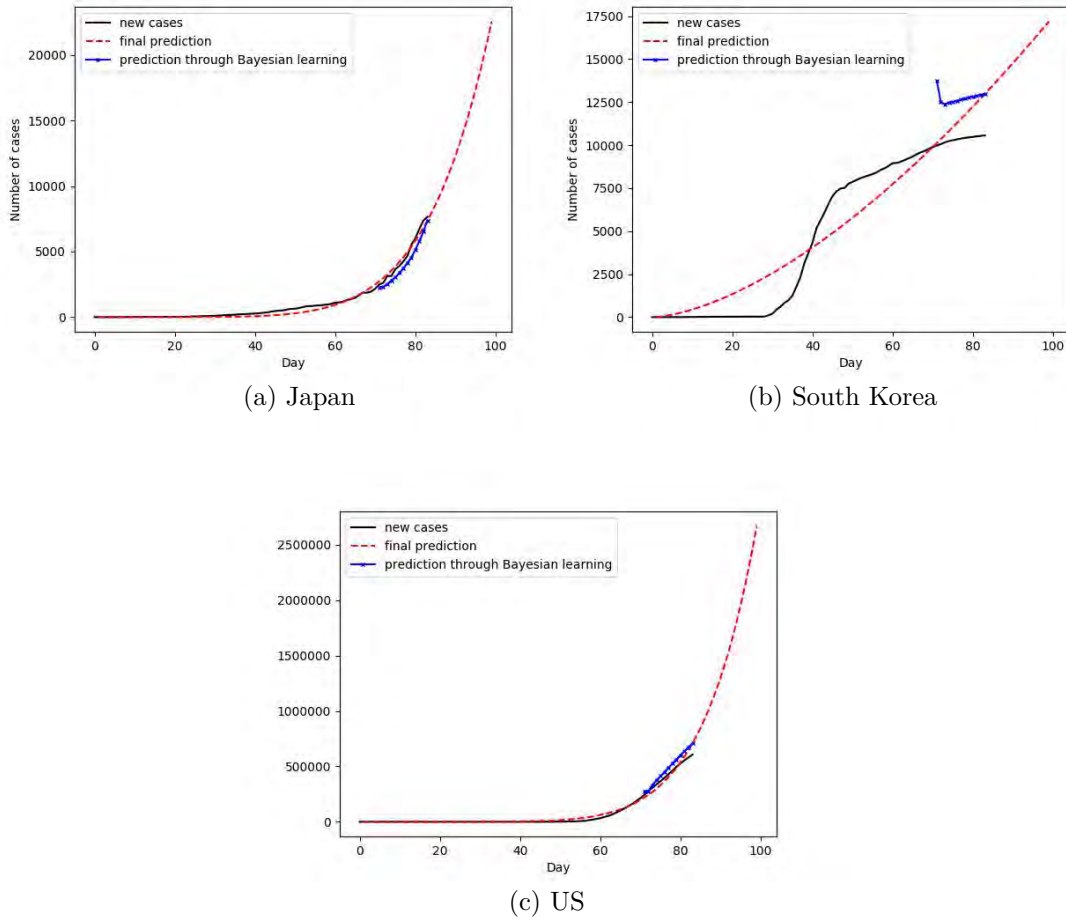 new cases
final prediction
prediction through Bayesian learning
20000
15000
10000
5000
0
Number of cases
0 20 40 60 80 100
Day
(a) Japan
new cases
final prediction
prediction through Bayesian learning
17500
15000
12500
10000
7500
5000
2500
0
Number of cases
0 20 40 60 80 100
Day
(b) South Korea
new cases
final prediction
prediction through Bayesian learning
2500000
2000000
1500000
1000000
500000
0
Number of cases
0 20 40 60 80 100
Day
(c) US